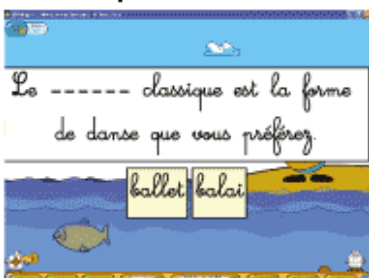 Le ------ classique est la forme
de danse que vous préférez.
ballet balai